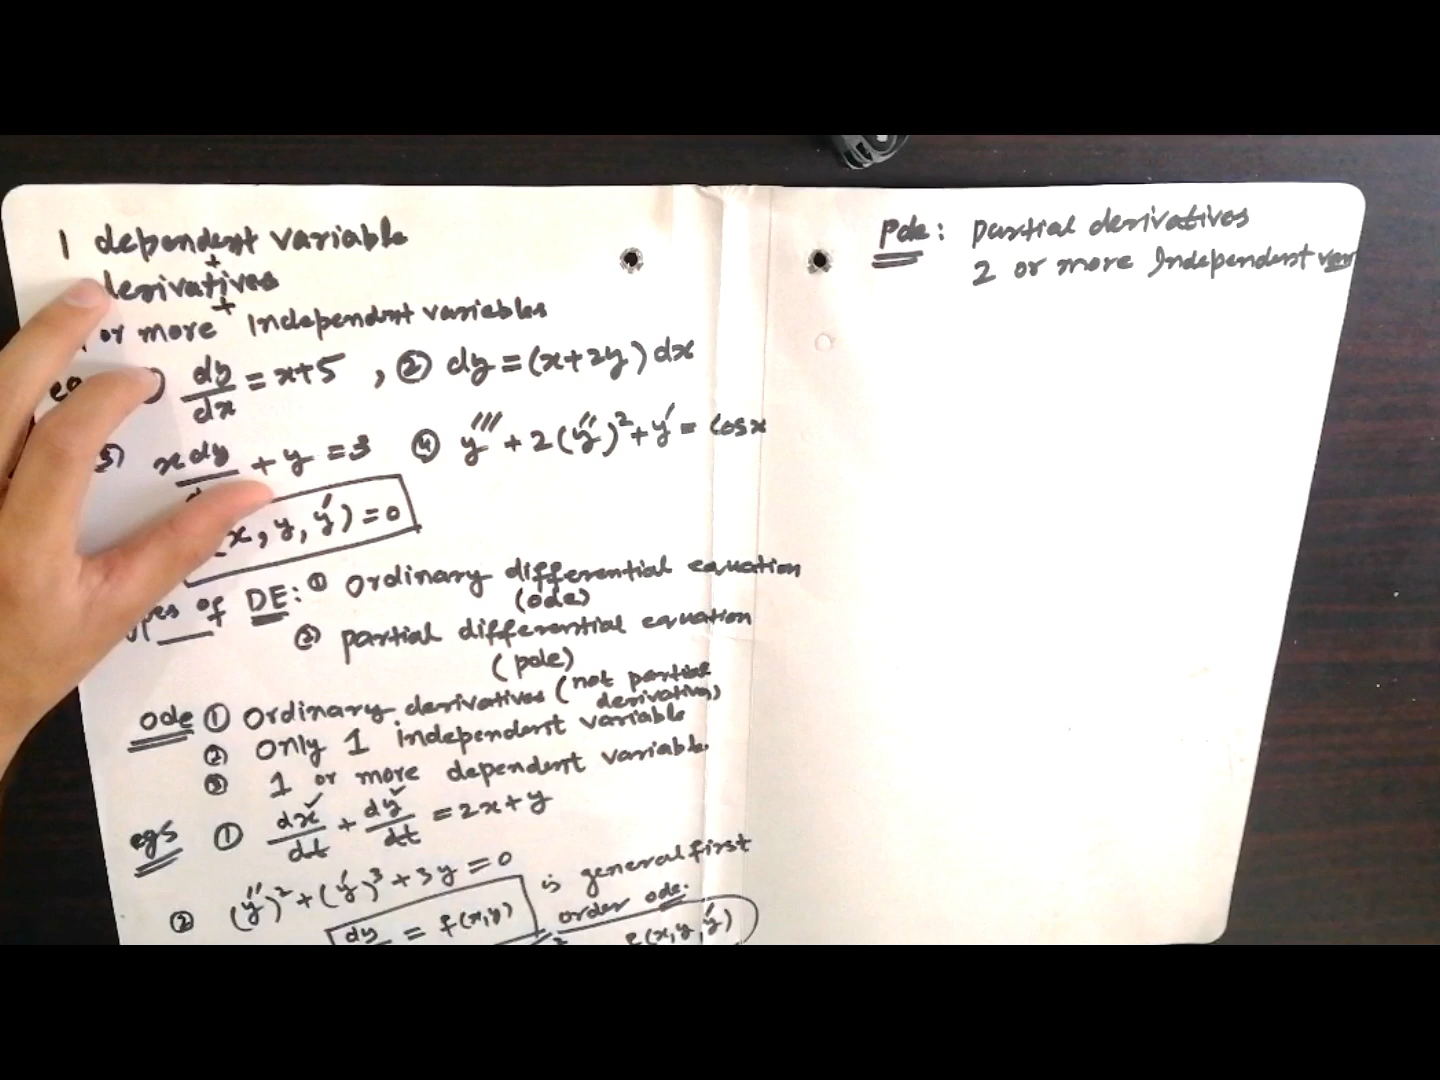 1 dependent variable
+
derivatives
+
or more Independent variables
① dy/dx = x+5 , ② dy = (x+2y) dx
x dy + y = 3 ④ y''' + 2(y'')² + y' = Cosx
x, y, y') = 0
of DE: ① Ordinary differential equation
(ode)
② partial differential equation
(pde)
ode ① Ordinary derivatives (not partial
derivatives)
② Only 1 independent variable
③ 1 or more dependent variable.
egs ① dx/dt + dy/dt = 2x+y
② (y'')² + (y')³ + 3y = 0
dy = f(x,y) is general first
order ode.
(x, y, y')
Pde: Partial derivatives
2 or more Independent var